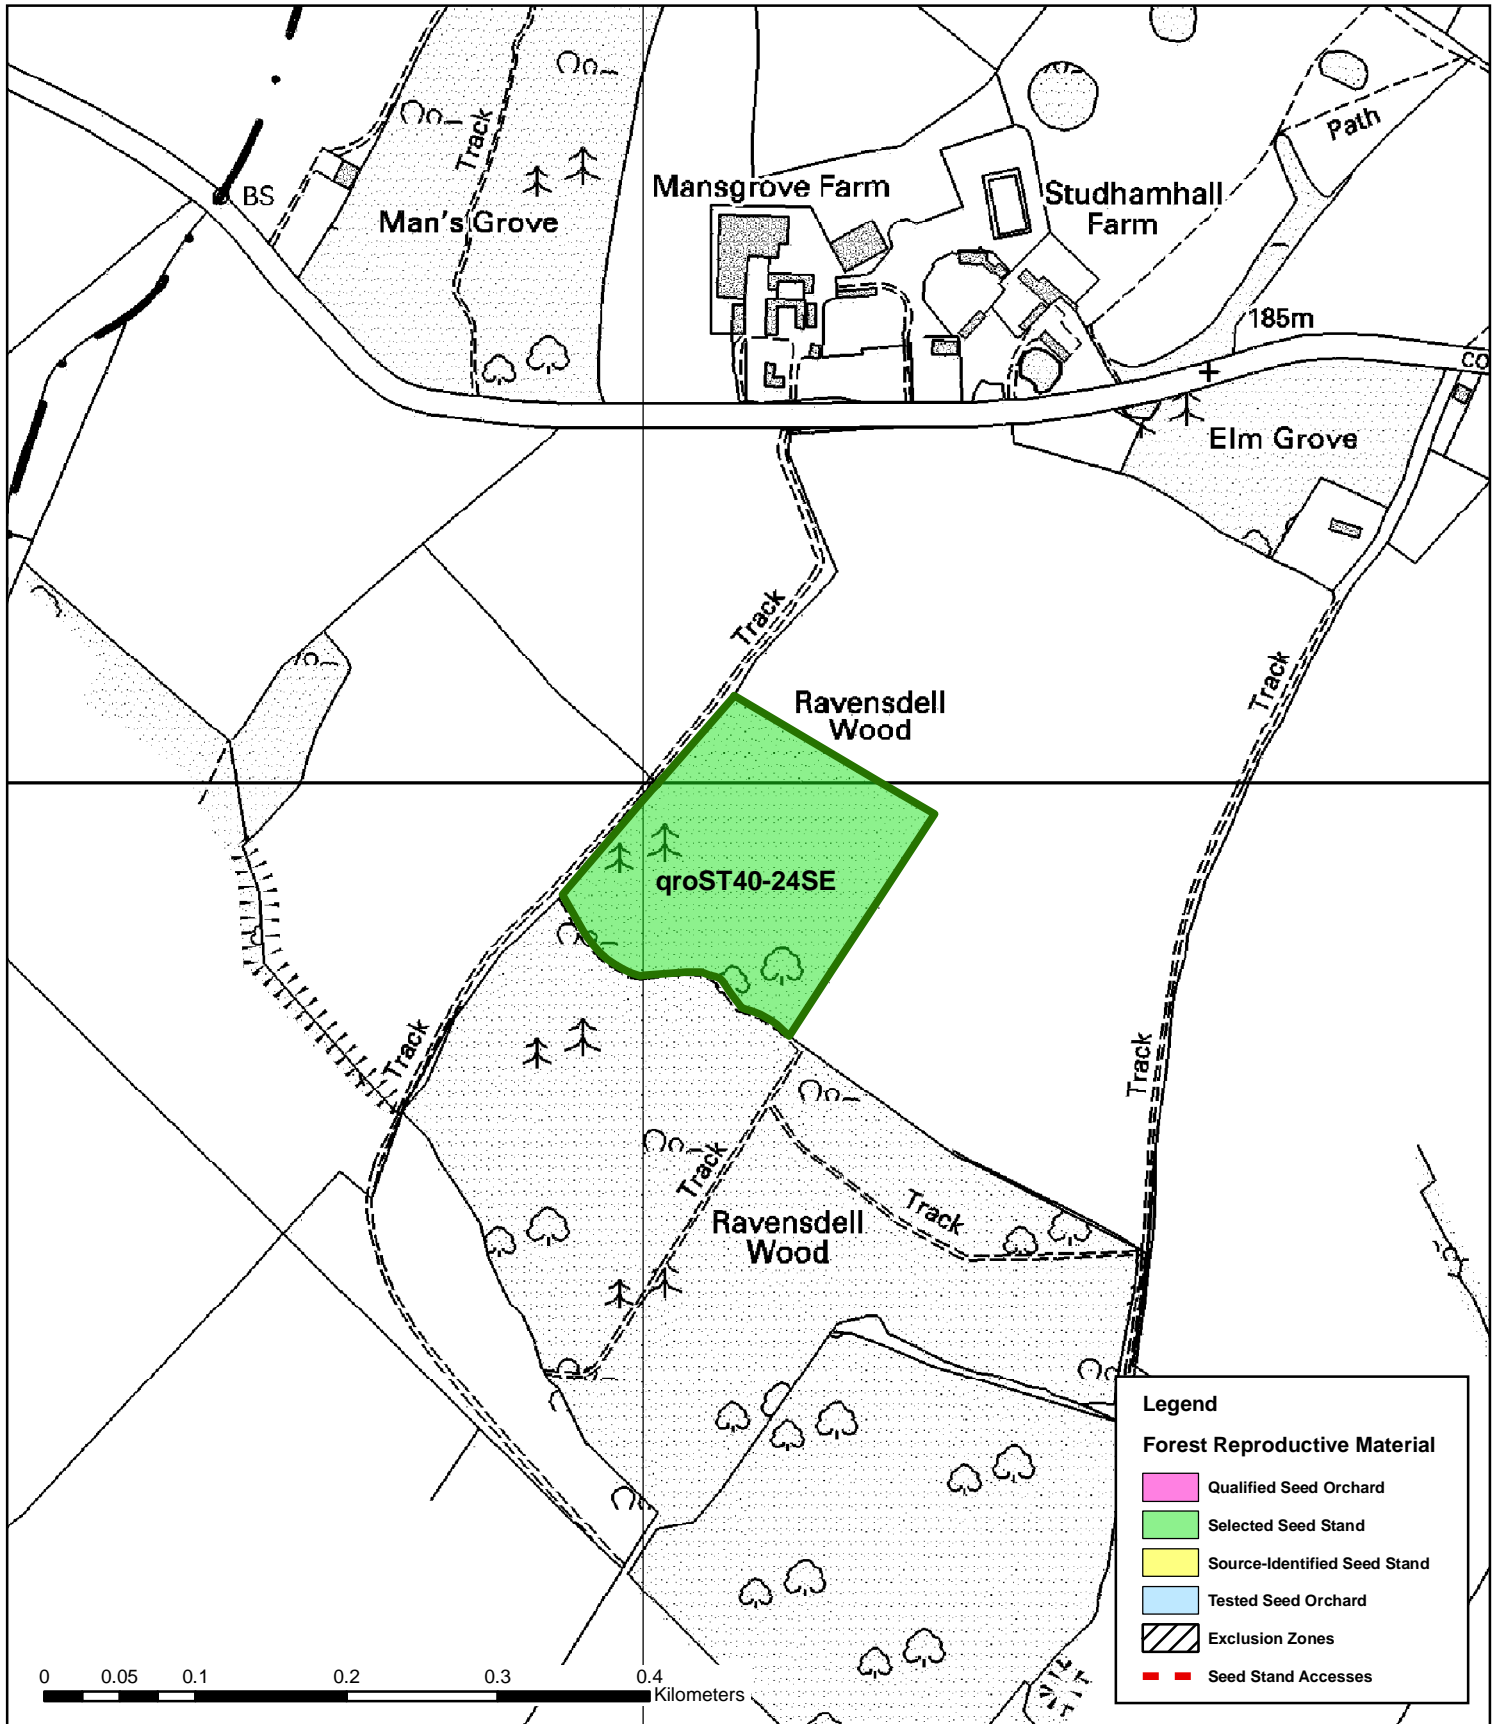 Track
BS
Man's Grove
Mansgrove Farm
Studhamhall
Farm
Path
185m
CO
Elm Grove
Track
Track
Ravensdell
Wood
qroST40-24SE
Track
Track
Track
Track
Ravensdell
Wood
Legend
Forest Reproductive Material
Qualified Seed Orchard
Selected Seed Stand
Source-Identified Seed Stand
Tested Seed Orchard
Exclusion Zones
Seed Stand Accesses
0 0.05 0.1 0.2 0.3 0.4
Kilometers